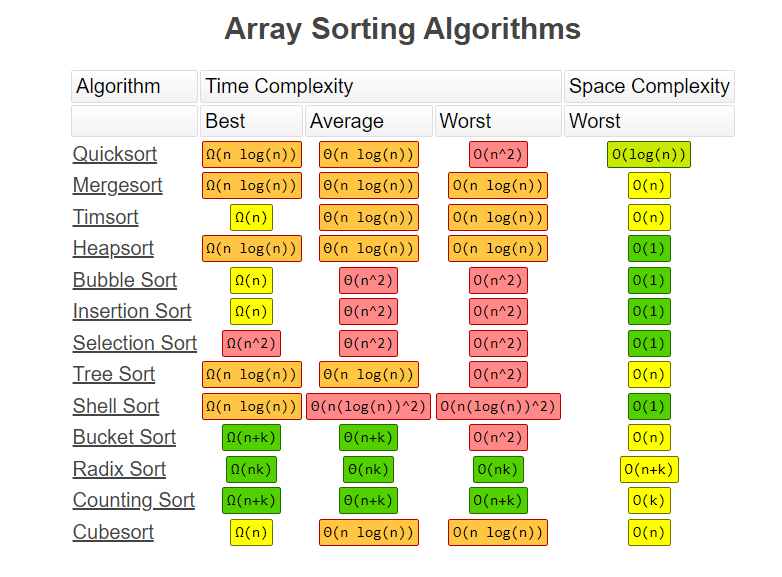 Array Sorting Algorithms
Algorithm Time Complexity Space Complexity
Best Average Worst Worst
Quicksort Ω(n log(n)) Θ(n log(n)) O(n^2) O(log(n))
Mergesort Ω(n log(n)) Θ(n log(n)) O(n log(n)) O(n)
Timsort Ω(n) Θ(n log(n)) O(n log(n)) O(n)
Heapsort Ω(n log(n)) Θ(n log(n)) O(n log(n)) O(1)
Bubble Sort Ω(n) Θ(n^2) O(n^2) O(1)
Insertion Sort Ω(n) Θ(n^2) O(n^2) O(1)
Selection Sort Ω(n^2) Θ(n^2) O(n^2) O(1)
Tree Sort Ω(n log(n)) Θ(n log(n)) O(n^2) O(n)
Shell Sort Ω(n log(n)) Θ(n(log(n))^2) O(n(log(n))^2) O(1)
Bucket Sort Ω(n+k) Θ(n+k) O(n^2) O(n)
Radix Sort Ω(nk) Θ(nk) O(nk) O(n+k)
Counting Sort Ω(n+k) Θ(n+k) O(n+k) O(k)
Cubesort Ω(n) Θ(n log(n)) O(n log(n)) O(n)